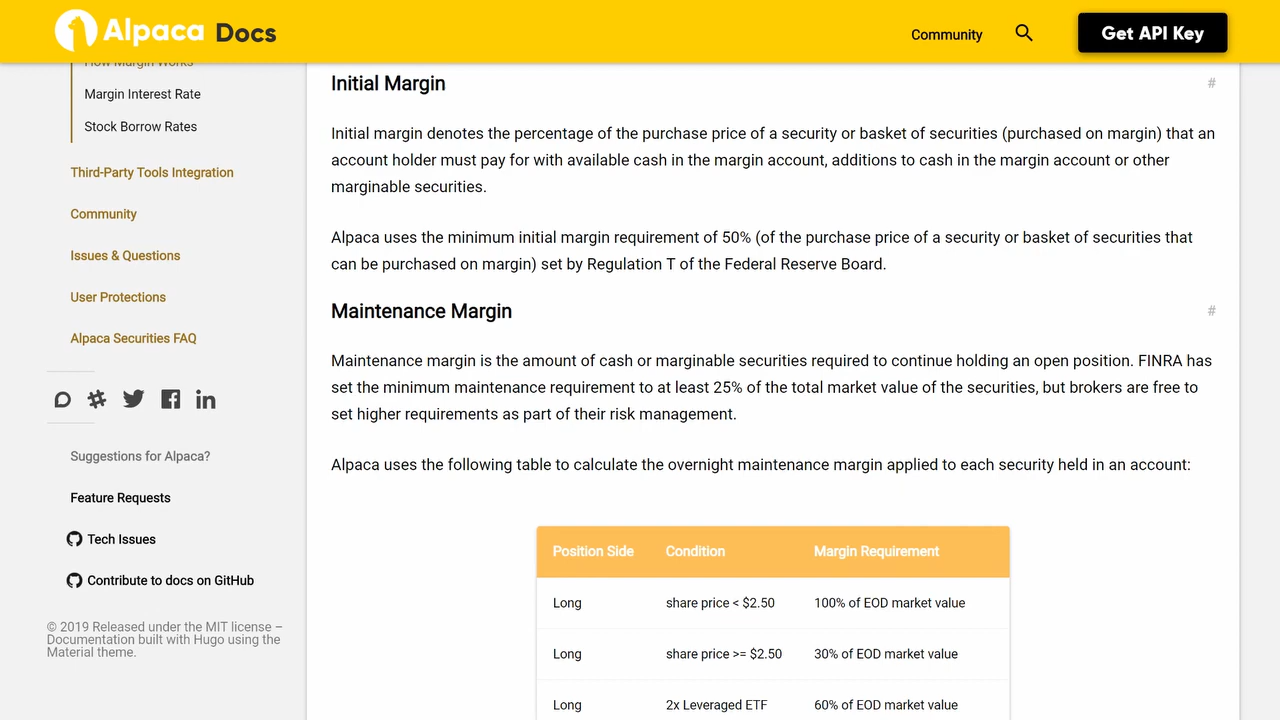 Alpaca Docs
Community
Get API Key
How Margin Works
Margin Interest Rate
Stock Borrow Rates
Third-Party Tools Integration
Community
Issues & Questions
User Protections
Alpaca Securities FAQ
Suggestions for Alpaca?
Feature Requests
Tech Issues
Contribute to docs on GitHub
© 2019 Released under the MIT license –
Documentation built with Hugo using the
Material theme.
Initial Margin #
Initial margin denotes the percentage of the purchase price of a security or basket of securities (purchased on margin) that an
account holder must pay for with available cash in the margin account, additions to cash in the margin account or other
marginable securities.
Alpaca uses the minimum initial margin requirement of 50% (of the purchase price of a security or basket of securities that
can be purchased on margin) set by Regulation T of the Federal Reserve Board.
Maintenance Margin #
Maintenance margin is the amount of cash or marginable securities required to continue holding an open position. FINRA has
set the minimum maintenance requirement to at least 25% of the total market value of the securities, but brokers are free to
set higher requirements as part of their risk management.
Alpaca uses the following table to calculate the overnight maintenance margin applied to each security held in an account:
Position Side Condition Margin Requirement
Long share price < $2.50 100% of EOD market value
Long share price >= $2.50 30% of EOD market value
Long 2x Leveraged ETF 60% of EOD market value